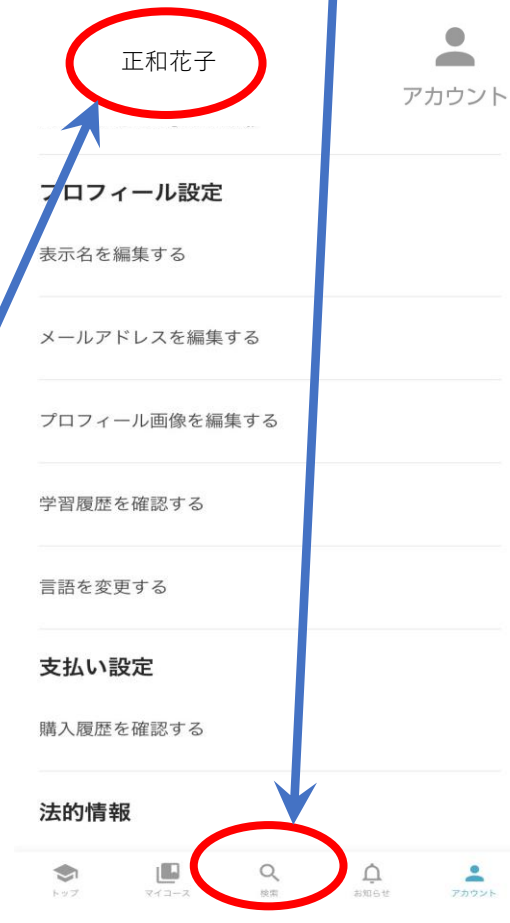 正和花子
アカウント
プロフィール設定
表示名を編集する
メールアドレスを編集する
プロフィール画像を編集する
学習履歴を確認する
言語を変更する
支払い設定
購入履歴を確認する
法的情報
トップ
マイコース
検索
お知らせ
アカウント